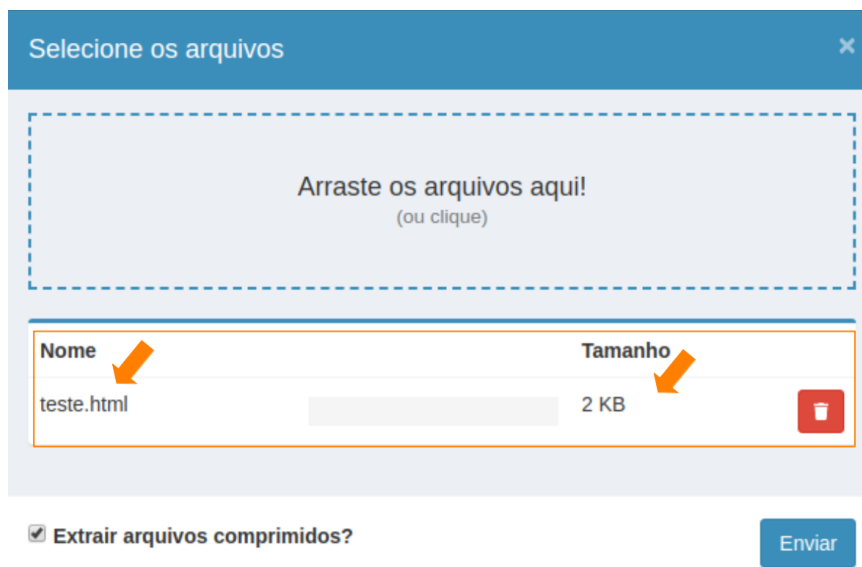 Selecione os arquivos
×
Arraste os arquivos aqui!
(ou clique)
Nome Tamanho
teste.html 2 KB
Extrair arquivos comprimidos?
Enviar